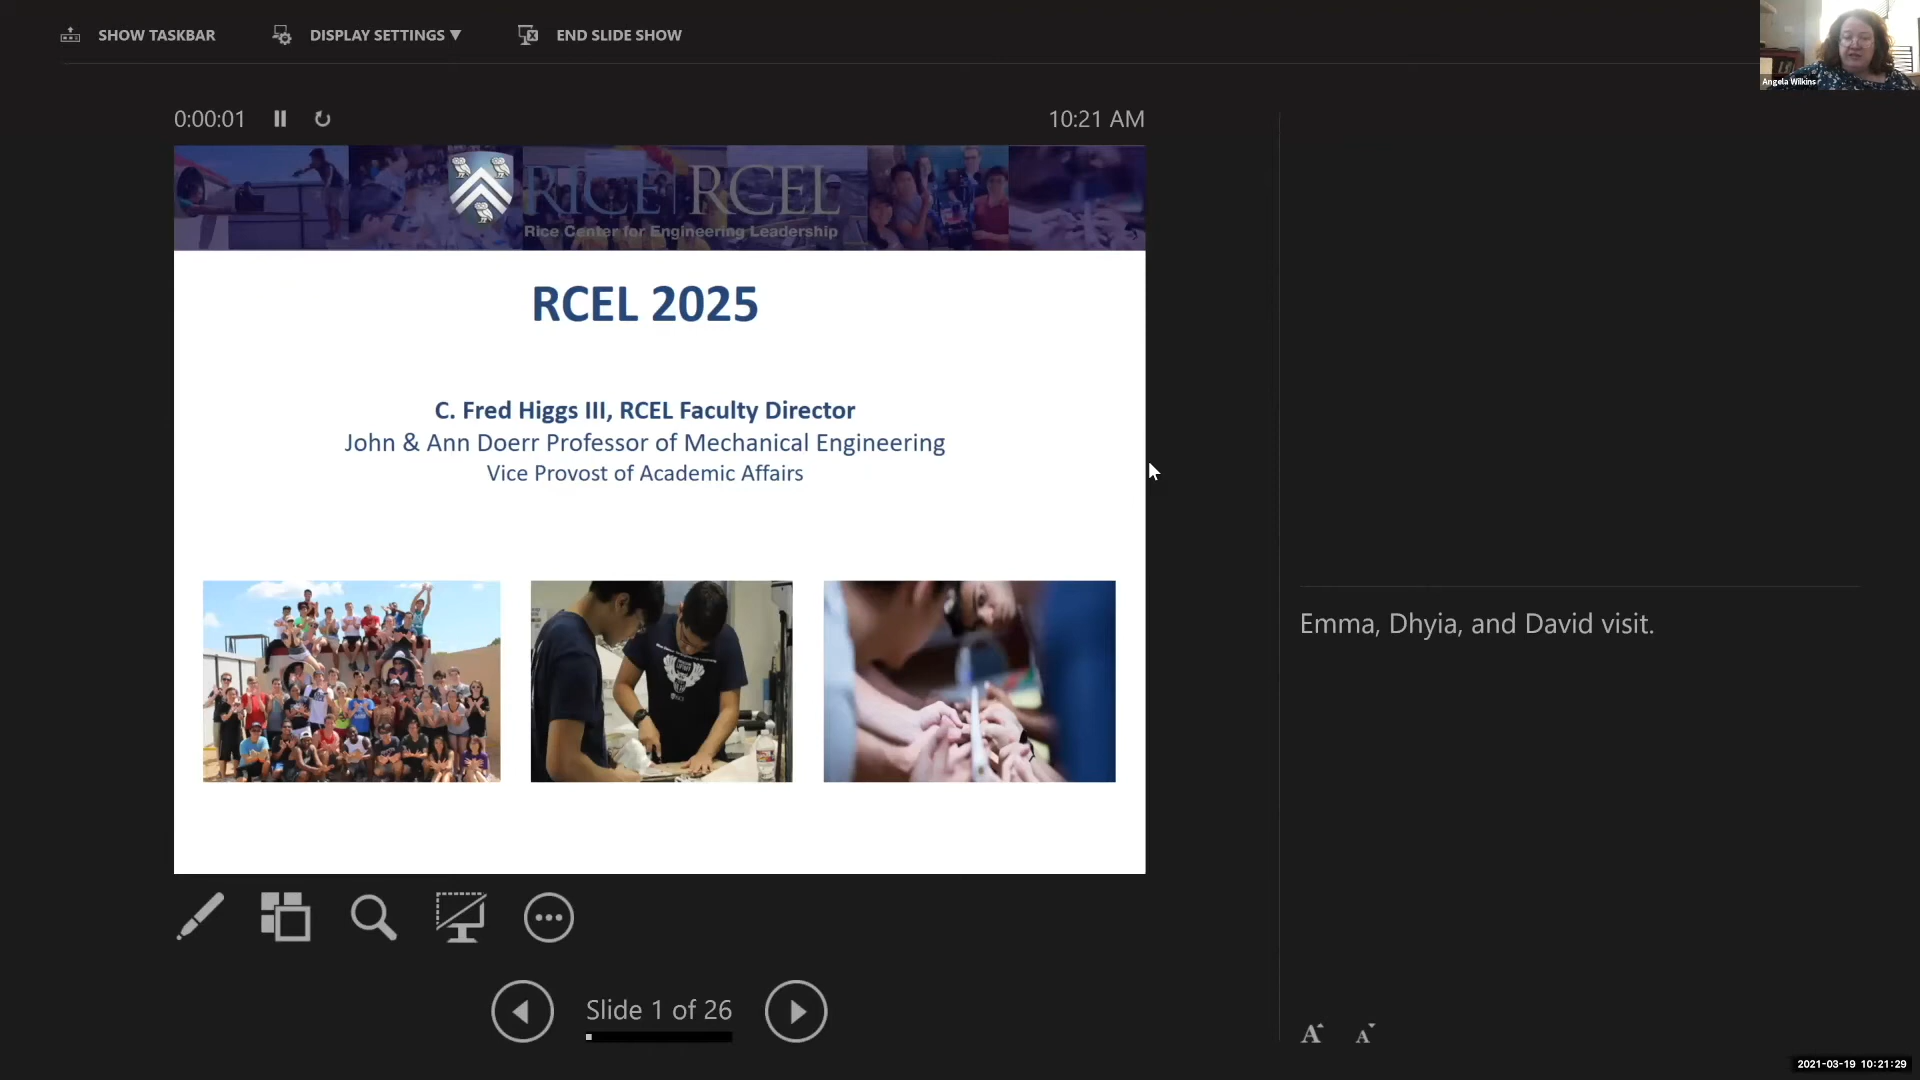 SHOW TASKBAR
DISPLAY SETTINGS ▼
END SLIDE SHOW
Angela Wilkins
0:00:01
10:21 AM
RICE | RCEL
Rice Center for Engineering Leadership
RCEL 2025
C. Fred Higgs III, RCEL Faculty Director
John & Ann Doerr Professor of Mechanical Engineering
Vice Provost of Academic Affairs
Emma, Dhyia, and David visit.
Slide 1 of 26
A A
2021-03-19 10:21:29